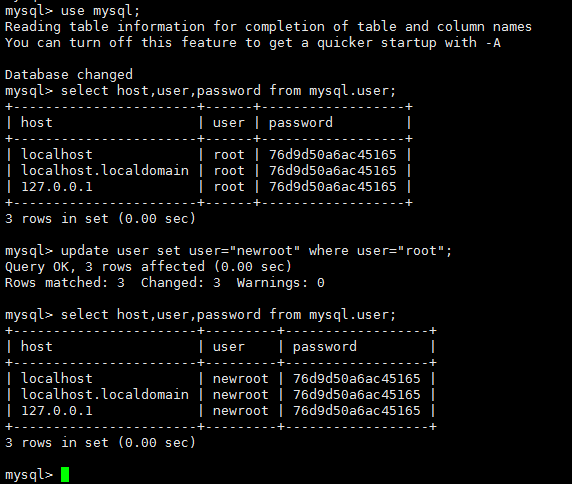 mysql> use mysql;
Reading table information for completion of table and column names
You can turn off this feature to get a quicker startup with -A

Database changed
mysql> select host,user,password from mysql.user;
+-----------------------+------+------------------+
| host                  | user | password         |
+-----------------------+------+------------------+
| localhost             | root | 76d9d50a6ac45165 |
| localhost.localdomain | root | 76d9d50a6ac45165 |
| 127.0.0.1             | root | 76d9d50a6ac45165 |
+-----------------------+------+------------------+
3 rows in set (0.00 sec)

mysql> update user set user="newroot" where user="root";
Query OK, 3 rows affected (0.00 sec)
Rows matched: 3  Changed: 3  Warnings: 0

mysql> select host,user,password from mysql.user;
+-----------------------+---------+------------------+
| host                  | user    | password         |
+-----------------------+---------+------------------+
| localhost             | newroot | 76d9d50a6ac45165 |
| localhost.localdomain | newroot | 76d9d50a6ac45165 |
| 127.0.0.1             | newroot | 76d9d50a6ac45165 |
+-----------------------+---------+------------------+
3 rows in set (0.00 sec)

mysql>